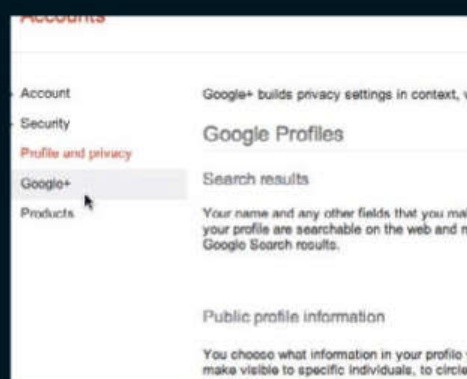 Accounts
Account
Security
Profile and privacy
Google+
Products
Google+ builds privacy settings in context,
Google Profiles
Search results
Your name and any other fields that you
your profile are searchable on the web and
Google Search results.
Public profile information
You choose what information in your profile
make visible to specific individuals, to